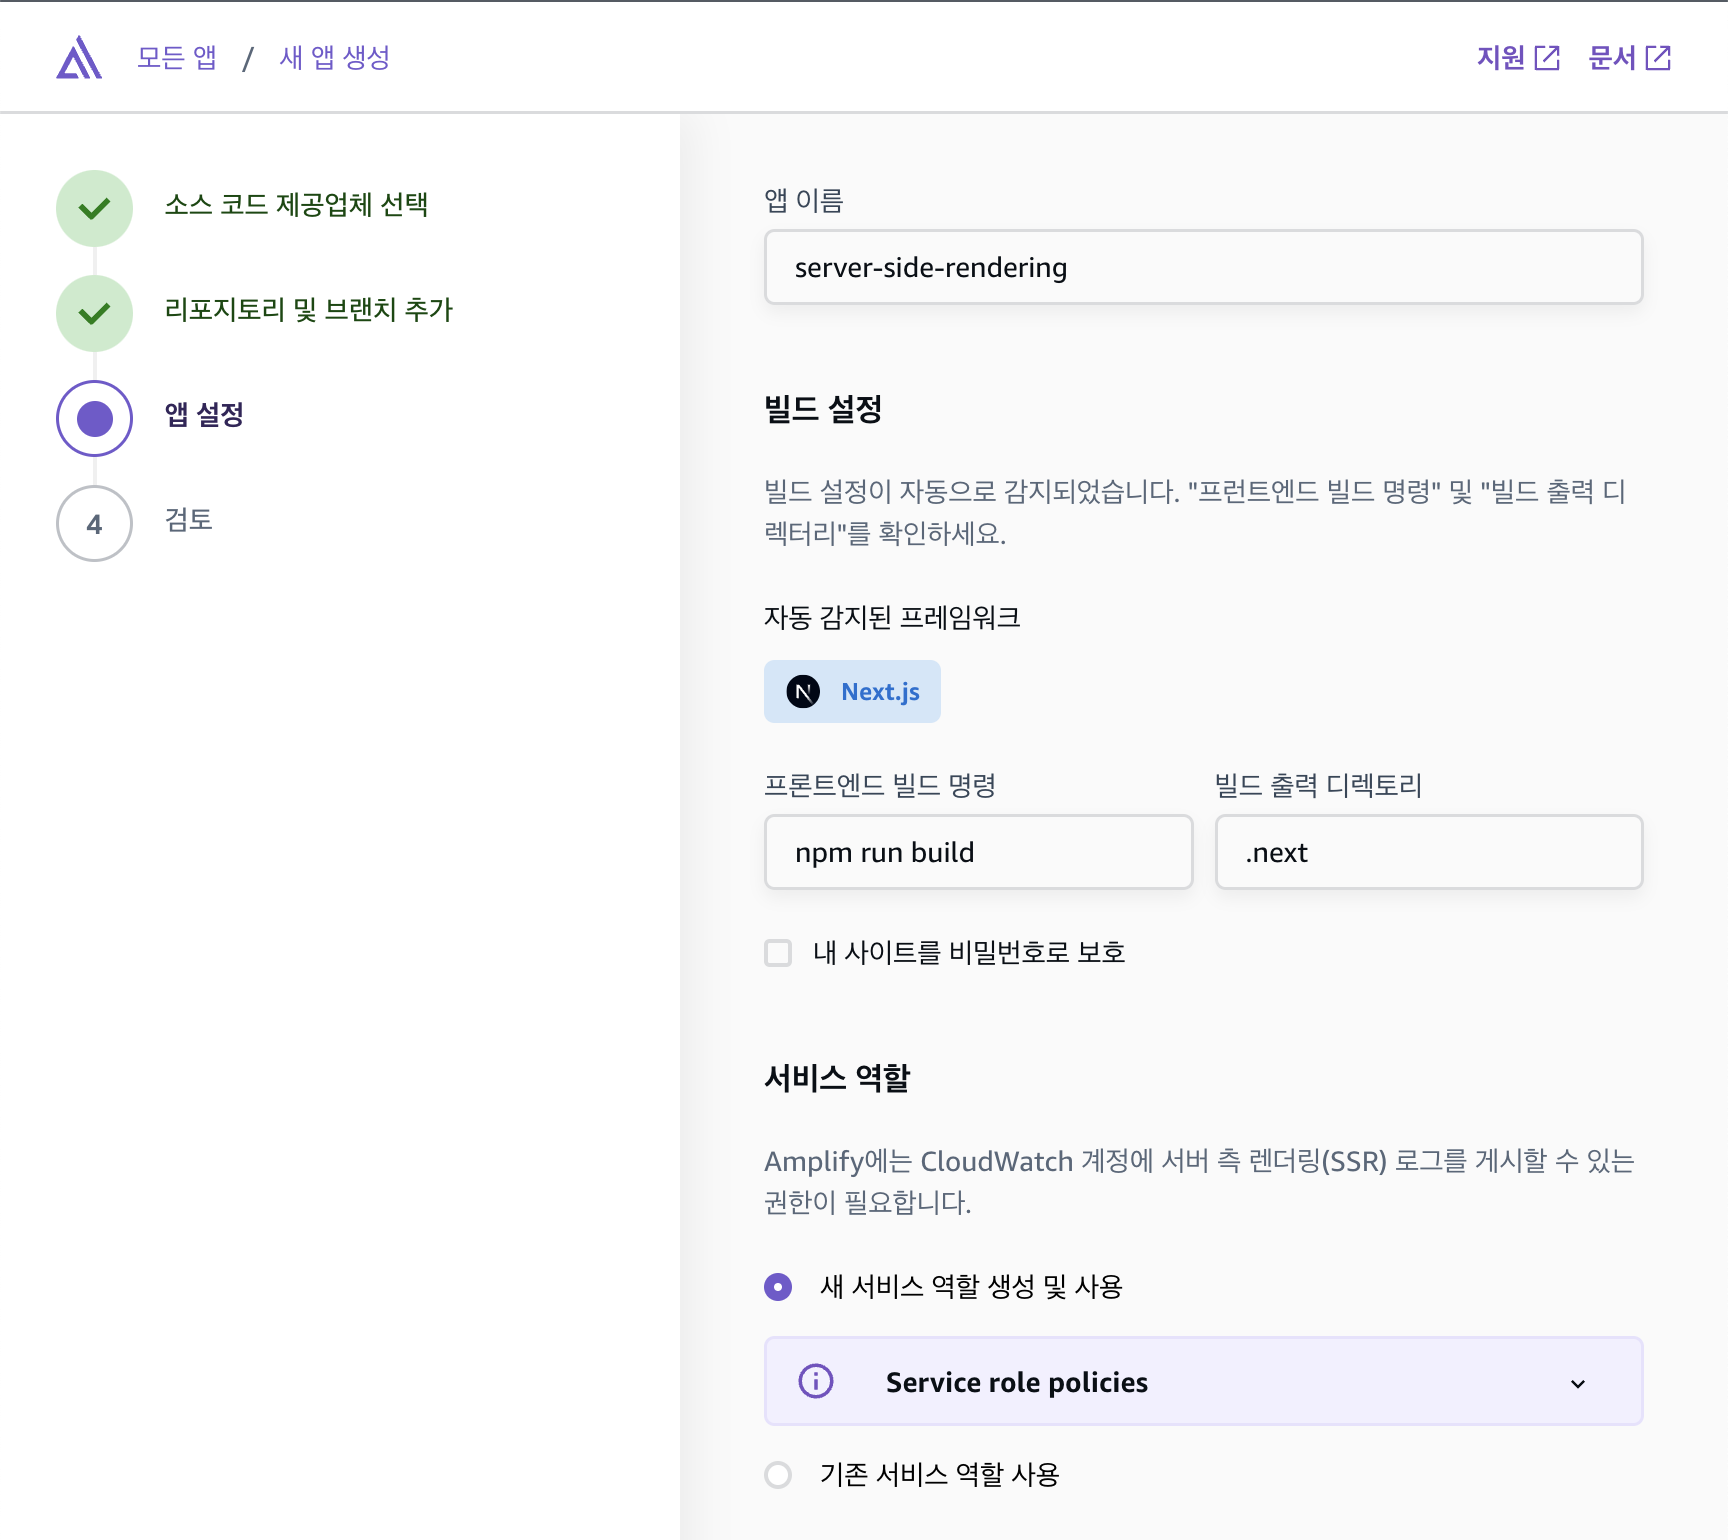 모든 앱 / 새 앱 생성
지원
문서
소스 코드 제공업체 선택
리포지토리 및 브랜치 추가
앱 설정
4
검토
앱 이름
server-side-rendering
빌드 설정
빌드 설정이 자동으로 감지되었습니다. "프런트엔드 빌드 명령" 및 "빌드 출력 디
렉터리"를 확인하세요.
자동 감지된 프레임워크
N Next.js
프론트엔드 빌드 명령
npm run build
빌드 출력 디렉토리
.next
내 사이트를 비밀번호로 보호
서비스 역할
Amplify에는 CloudWatch 계정에 서버 측 렌더링(SSR) 로그를 게시할 수 있는
권한이 필요합니다.
새 서비스 역할 생성 및 사용
Service role policies
기존 서비스 역할 사용